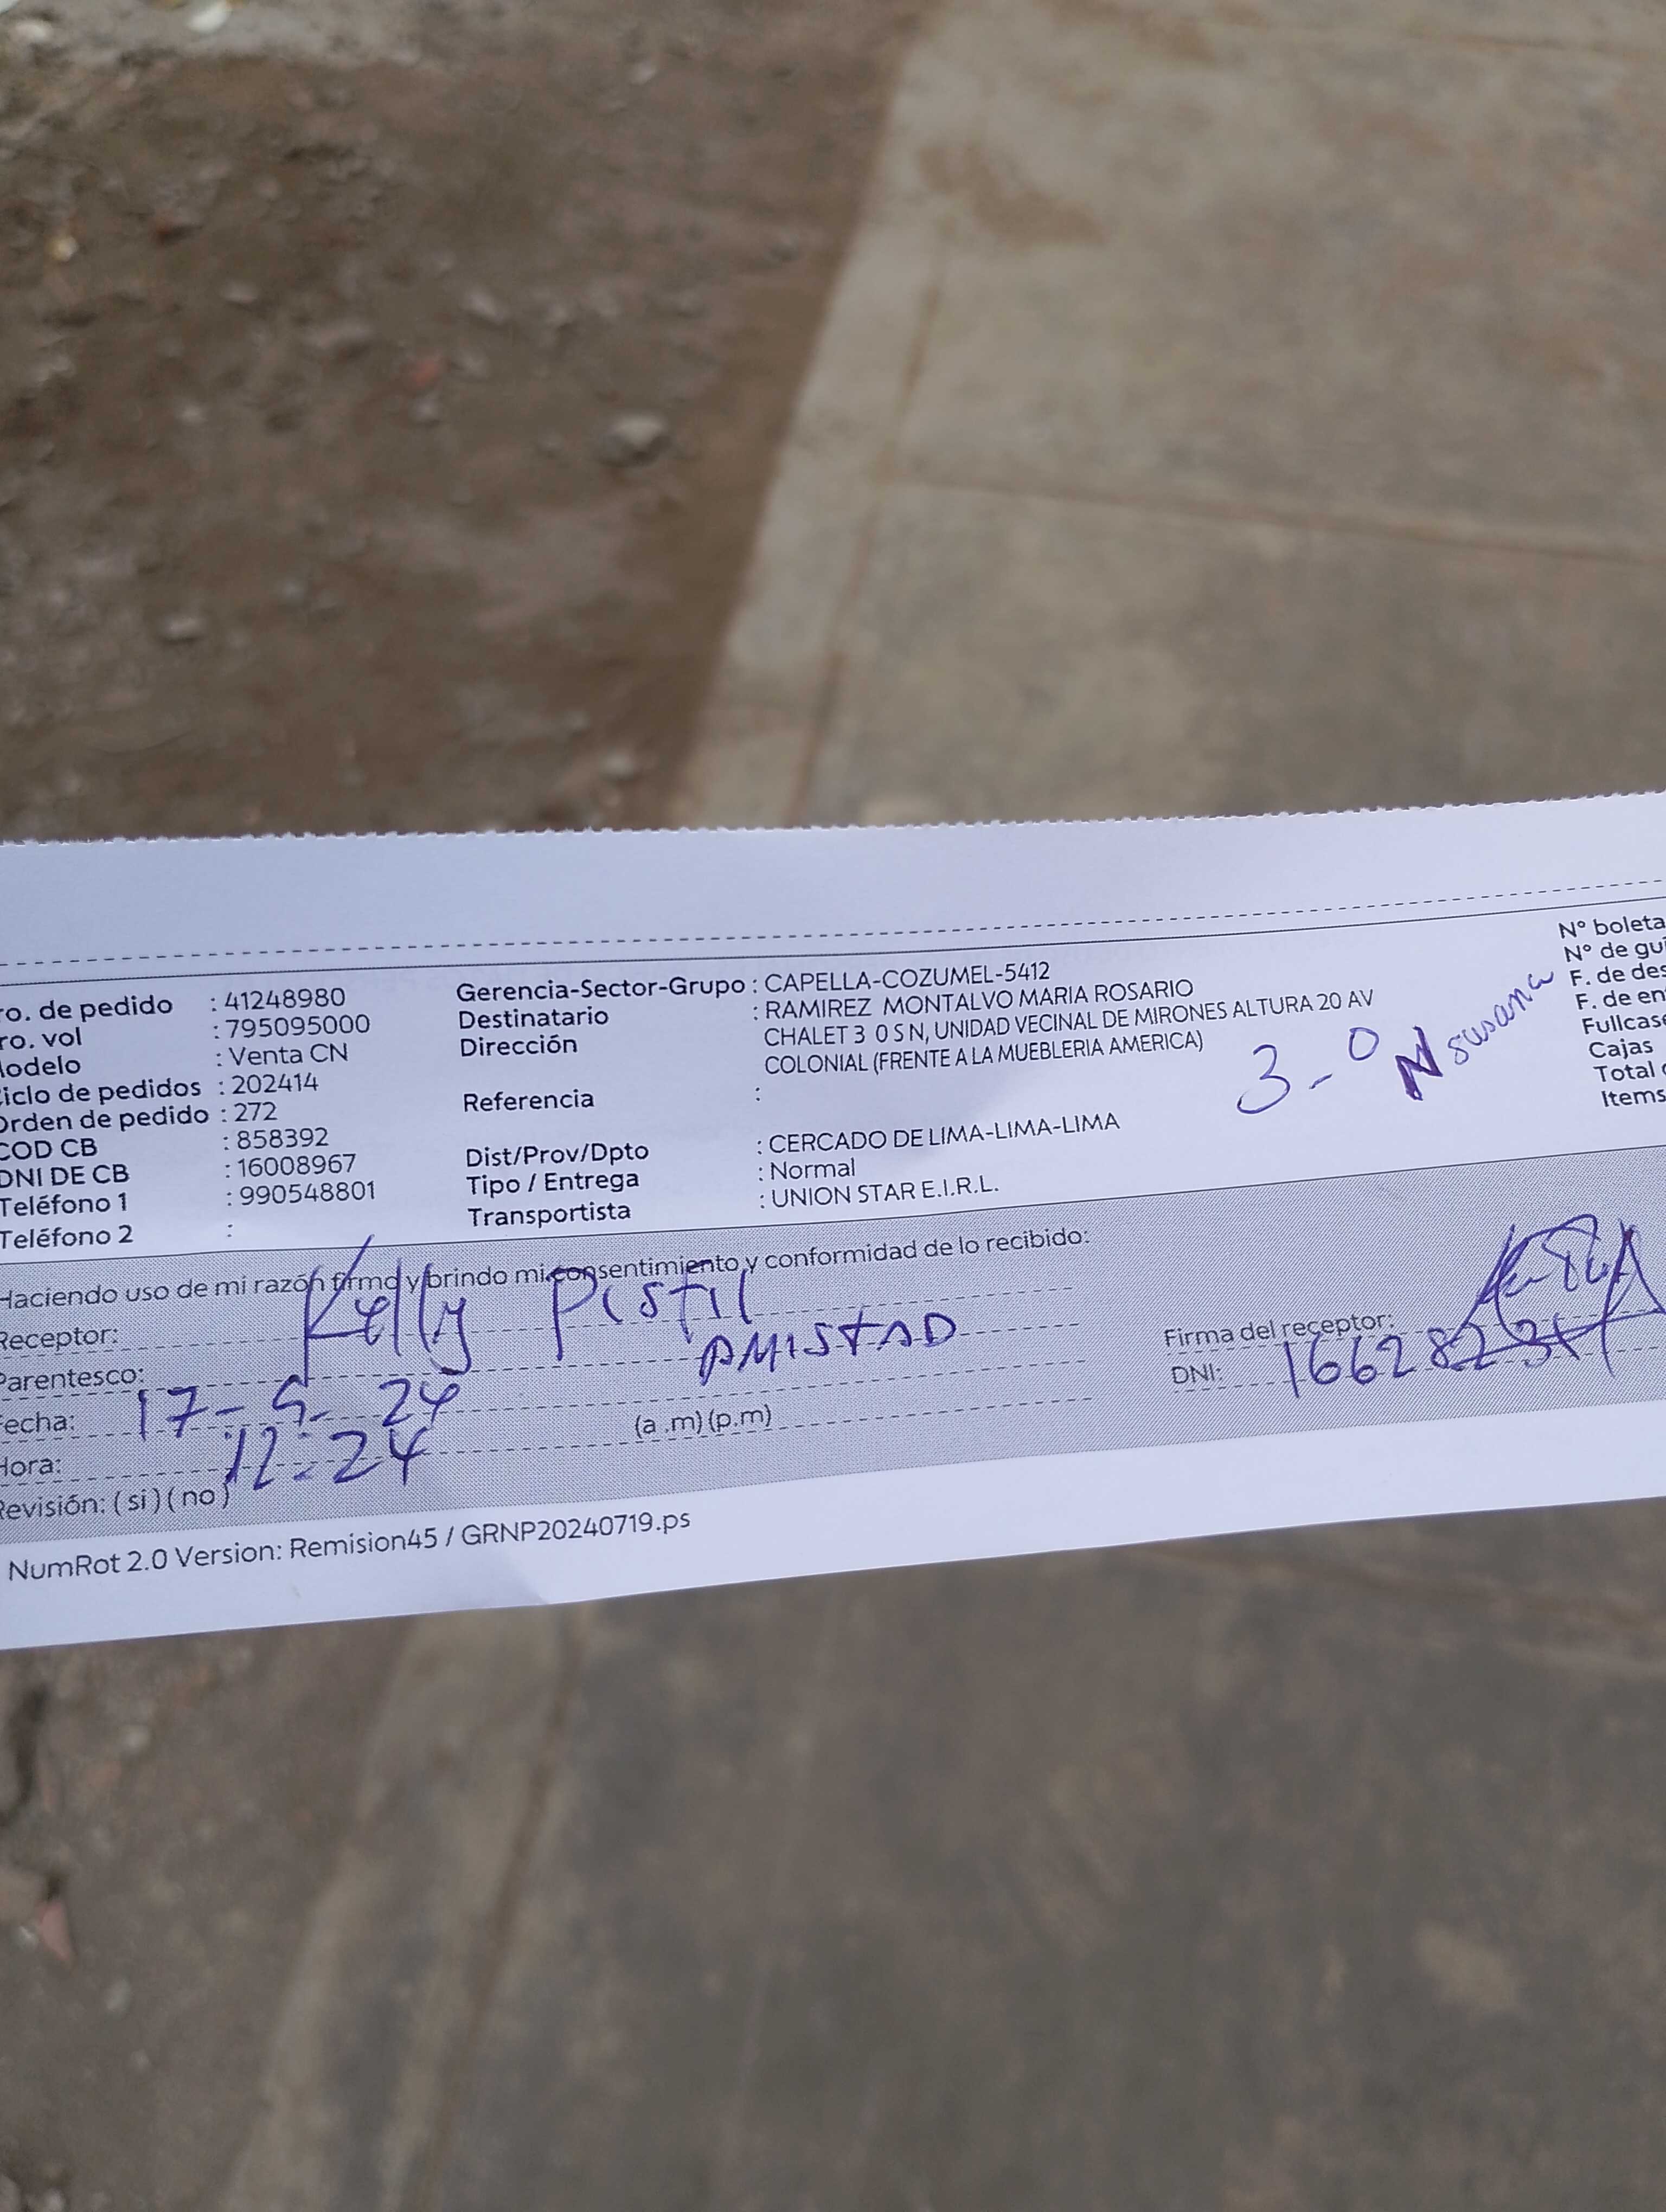 ro. de pedido : 41248980
ro. vol : 795095000
odelo : Venta CN
iclo de pedidos : 202414
Orden de pedido : 272
COD CB : 858392
DNI DE CB : 16008967
Teléfono 1 : 990548801
Teléfono 2 :
Gerencia-Sector-Grupo : CAPELLA-COZUMEL-5412
Destinatario : RAMIREZ MONTALVO MARIA ROSARIO
Dirección CHALET 3 0 S N, UNIDAD VECINAL DE MIRONES ALTURA 20 AV
COLONIAL (FRENTE A LA MUEBLERIA AMERICA)
Referencia :
Dist/Prov/Dpto : CERCADO DE LIMA-LIMA-LIMA
Tipo / Entrega : Normal
Transportista : UNION STAR E.I.R.L.
3-0
N Susana
N° boleta
N° de gui
F. de des
F. de en
Fullcase
Cajas
Total
Items
Haciendo uso de mi razón firmo y brindo mi consentimiento y conformidad de lo recibido:
Receptor: Kelly Pistil
Parentesco: AMISTAD
echa: 17-5-24
Hora: 12:24 (a .m) (p.m)
Revisión: ( si ) ( no )
Firma del receptor:
DNI: 166282
NumRot 2.0 Version: Remision45 / GRNP20240719.ps